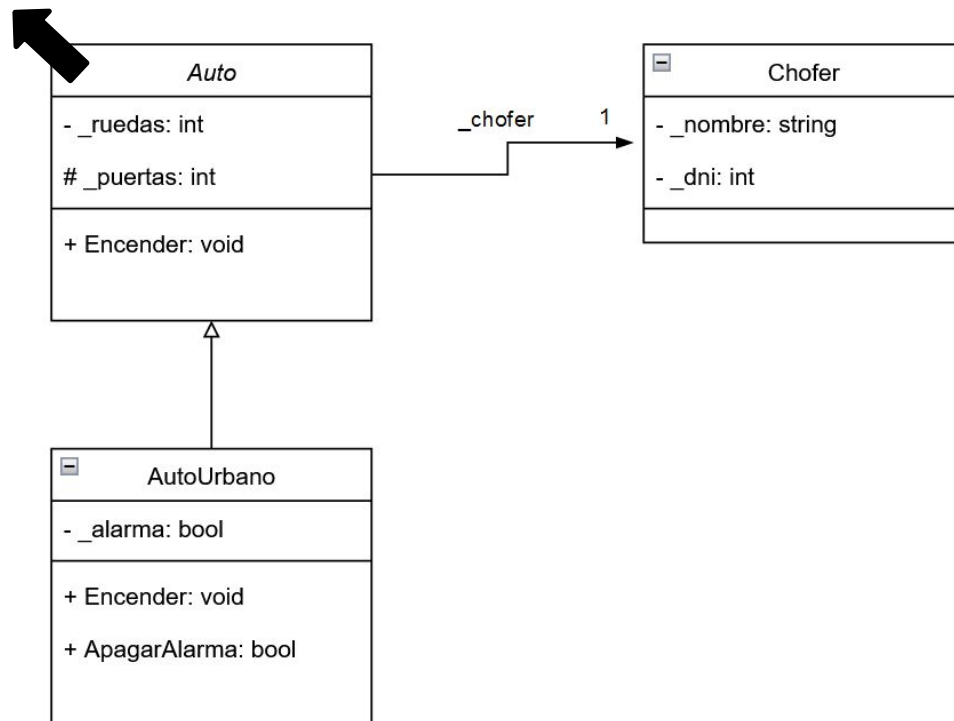 Auto
- _ruedas: int
# _puertas: int
+ Encender: void
_chofer
1
Chofer
- _nombre: string
- _dni: int
AutoUrbano
- _alarma: bool
+ Encender: void
+ ApagarAlarma: bool